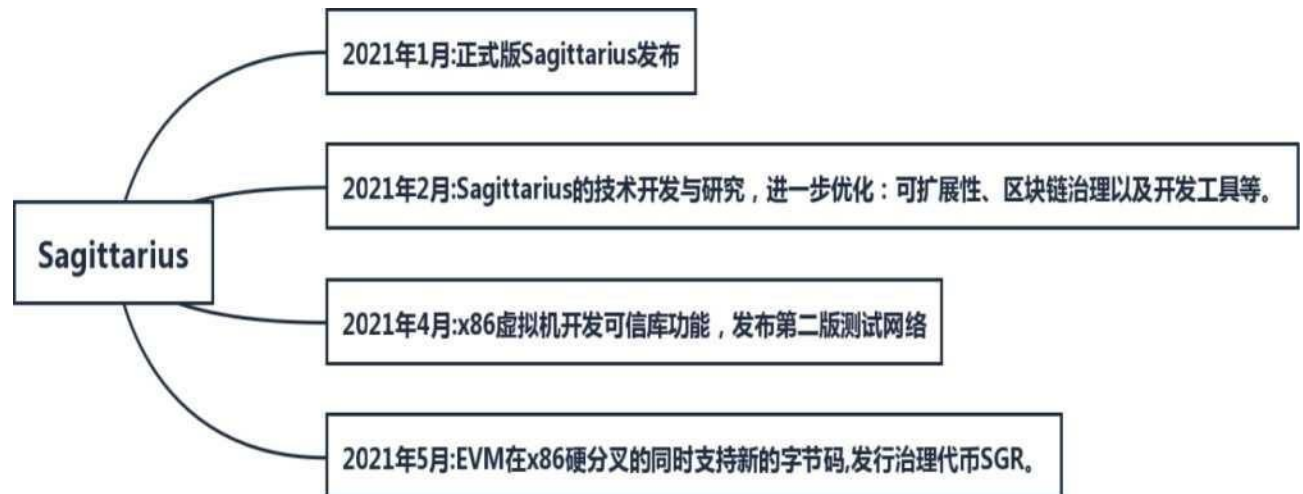 2021年1月:正式版Sagittarius发布
2021年2月:Sagittarius的技术开发与研究，进一步优化：可扩展性、区块链治理以及开发工具等。
Sagittarius
2021年4月:x86虚拟机开发可信库功能，发布第二版测试网络
2021年5月:EVM在x86硬分叉的同时支持新的字节码,发行治理代币SGR。